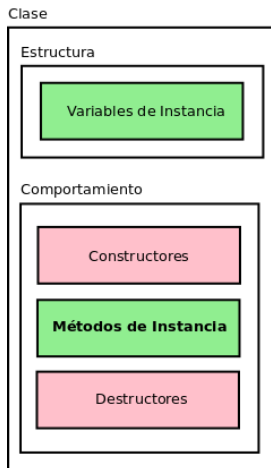 Clase
Estructura
Variables de Instancia
Comportamiento
Constructores
Métodos de Instancia
Destructores